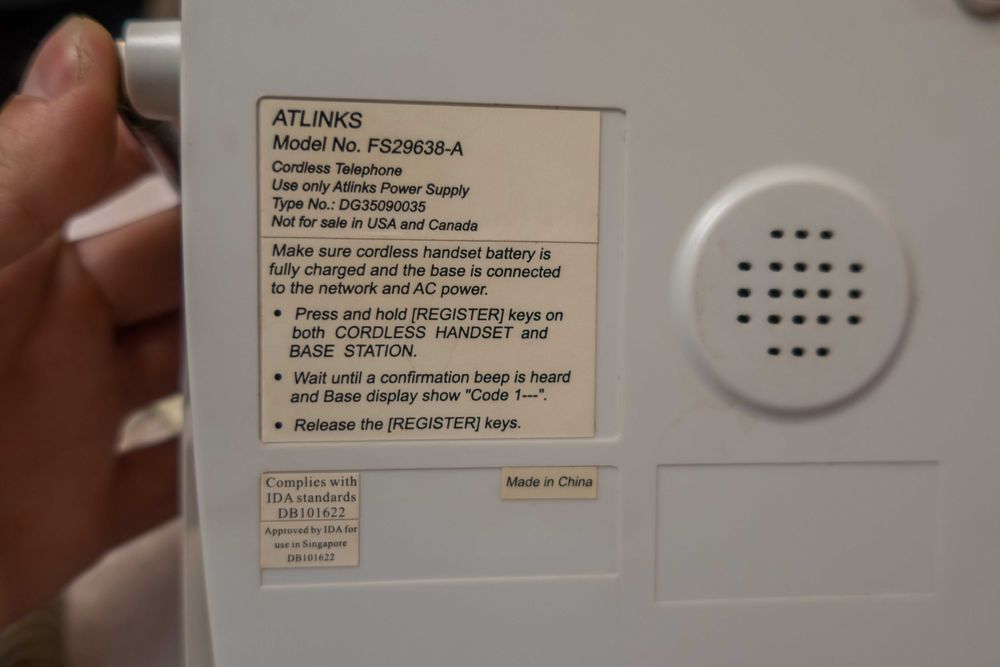 ATLINKS
Model No. FS29638-A
Cordless Telephone
Use only Atlinks Power Supply
Type No.: DG35090035
Not for sale in USA and Canada
Make sure cordless handset battery is
fully charged and the base is connected
to the network and AC power.
• Press and hold [REGISTER] keys on
both CORDLESS HANDSET and
BASE STATION.
• Wait until a confirmation beep is heard
and Base display show "Code 1---".
• Release the [REGISTER] keys.
Complies with
IDA standards
DB101622
Approved by IDA for
use in Singapore
DB101622
Made in China